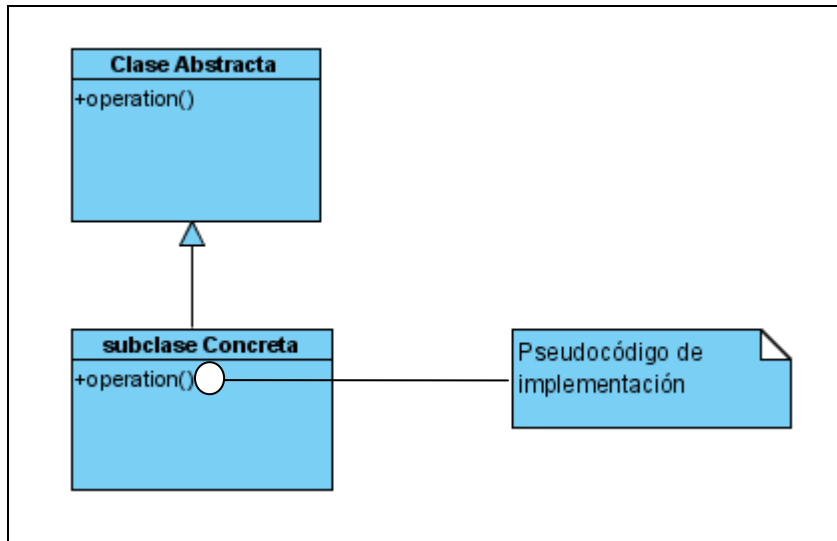 Clase Abstracta
+operation()
subclase Concreta
+operation()
Pseudocódigo de
implementación